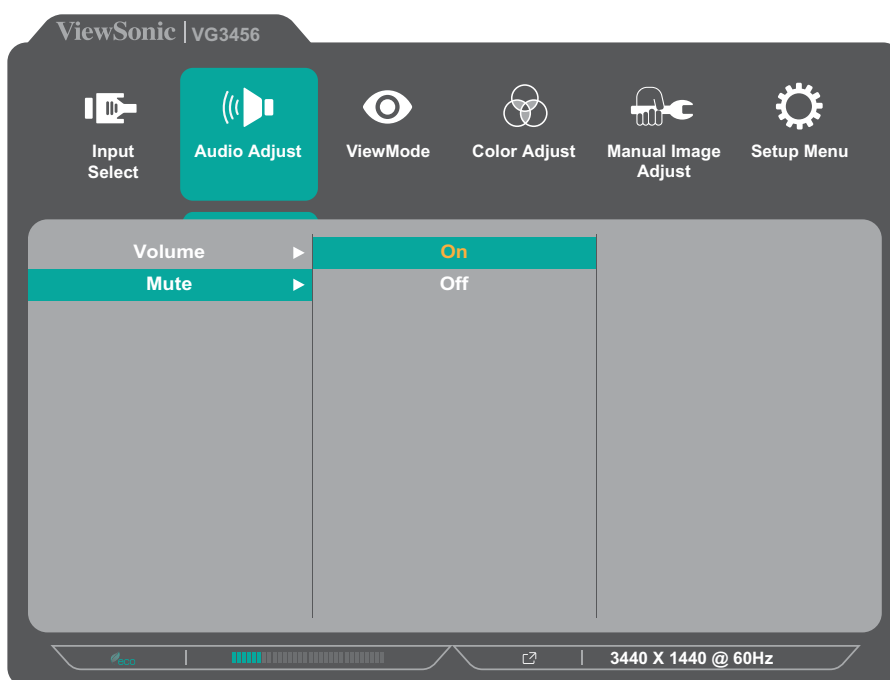 ViewSonic | VG3456
Input
Select
Audio Adjust
ViewMode
Color Adjust
Manual Image
Adjust
Setup Menu
Volume
On
Mute
Off
eco
3440 X 1440 @ 60Hz